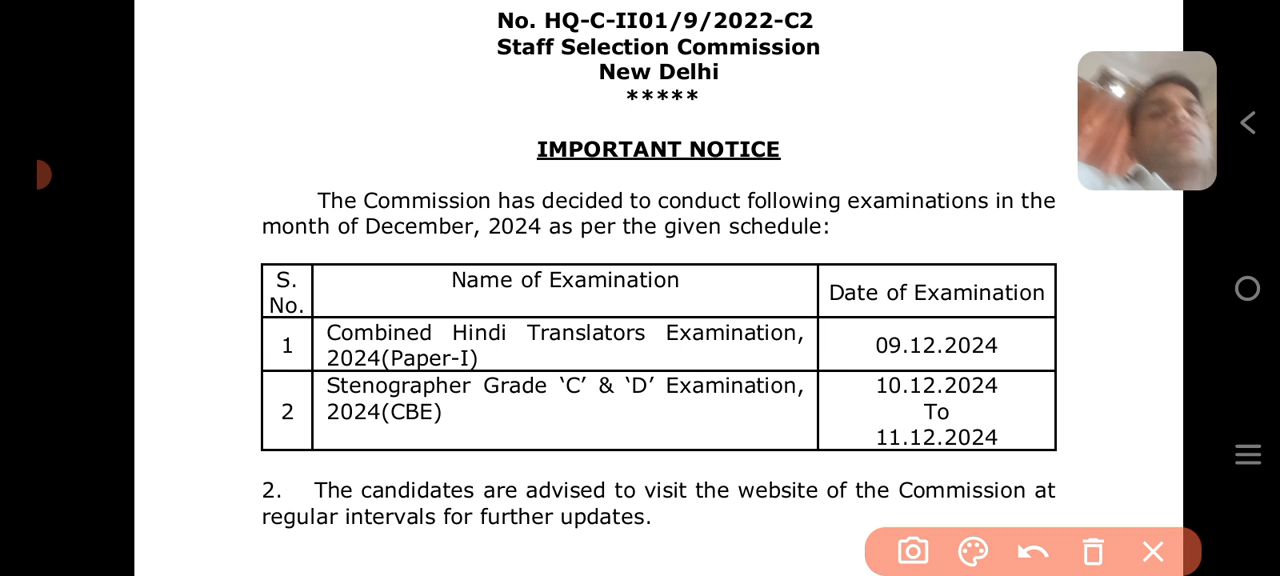 No. HQ-C-II01/9/2022-C2
Staff Selection Commission
New Delhi
*****
IMPORTANT NOTICE
The Commission has decided to conduct following examinations in the
month of December, 2024 as per the given schedule:
S.
No.
Name of Examination
Date of Examination
1
Combined Hindi Translators Examination,
2024(Paper-I)
09.12.2024
2
Stenographer Grade ‘C’ & ‘D’ Examination,
2024(CBE)
10.12.2024
To
11.12.2024
2. The candidates are advised to visit the website of the Commission at
regular intervals for further updates.